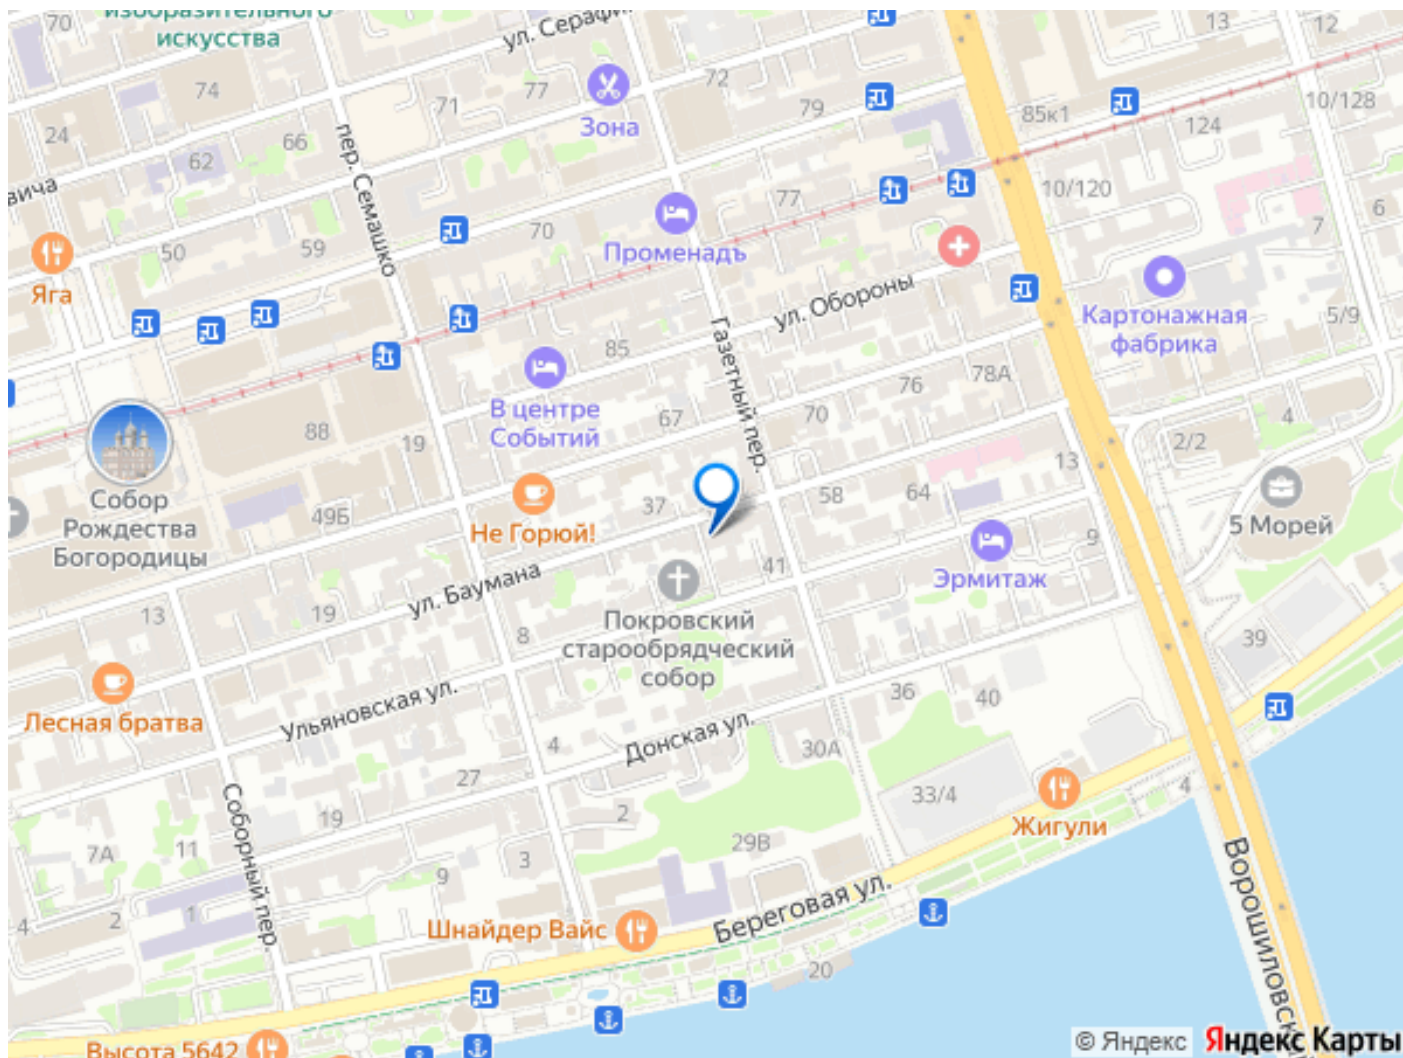 изобразительного
искусства
70
ул. Серафи
13
12
74
71
77
Зона
72
79
85к1
124
10/128
24
66
62
вича
пер. Семашко
50
59
70
Променадъ
77
10/120
7
6
Яга
ул. Обороны
Картонажная
фабрика
5/9
85
Газетный пер.
В центре
Событий
67
76
78А
70
4
2/2
88
19
13
Собор
Рождества
Богородицы
49Б
Не Горюй!
37
58
64
5 Морей
9
Эрмитаж
41
ул. Баумана
13
19
8
Покровский
старообрядческий
собор
39
Лесная братва
Ульяновская ул.
36
40
4
Донская ул.
30А
27
33/4
4
Жигули
2
19
Соборный пер.
7А
11
3
29В
9
2
1
4
Шнайдер Вайс
Береговая ул.
Ворошиловск
20
Высота 5642
© Яндекс
Яндекс Карты